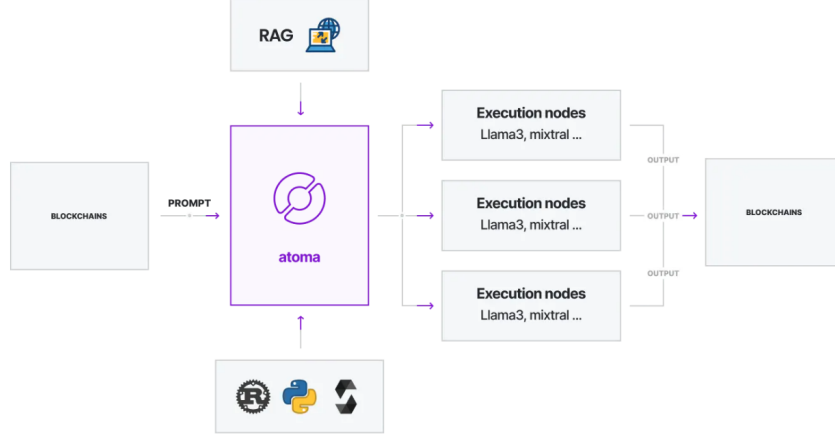 RAG
BLOCKCHAINS
PROMPT
atoma
Execution nodes
Llama3, mixtral ...
Execution nodes
Llama3, mixtral ...
Execution nodes
Llama3, mixtral ...
OUTPUT
OUTPUT
OUTPUT
BLOCKCHAINS
R